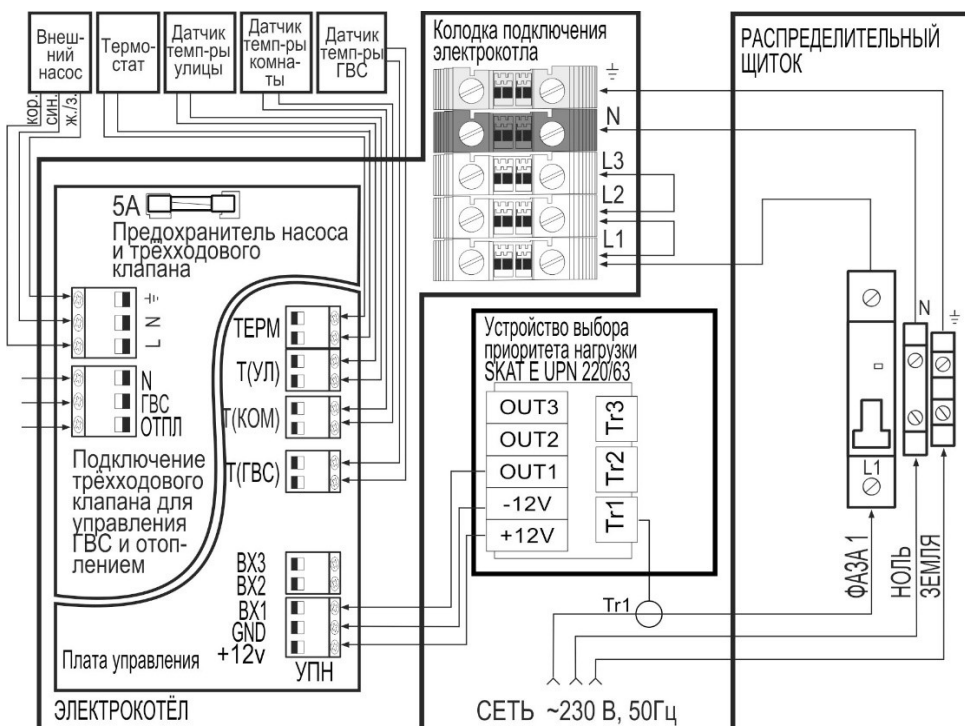 Внеш-
ний
насос
Термо-
стат
Датчик
темп-ры
улицы
Датчик
темп-ры
комна-
ты
Датчик
темп-ры
ГВС
кор.
син.
ж./з.
Колодка подключения
электрокотла
N
L3
L2
L1
РАСПРЕДЕЛИТЕЛЬНЫЙ
ЩИТОК
N
L1
ФАЗА 1
НОЛЬ
ЗЕМЛЯ
5А
Предохранитель насоса
и трёхходового
клапана
N
L
N
ГВС
ОТПЛ
Подключение
трёхходового
клапана для
управления
ГВС и отоп-
лением
ТЕРМ
Т(УЛ)
Т(КОМ)
Т(ГВС)
ВХ3
ВХ2
ВХ1
GND
+12v
УПН
Плата управления
ЭЛЕКТРОКОТЁЛ
Устройство выбора
приоритета нагрузки
SKAT E UPN 220/63
OUT3
OUT2
OUT1
-12V
+12V
Tr3
Tr2
Tr1
Tr1
СЕТЬ ~230 В, 50Гц